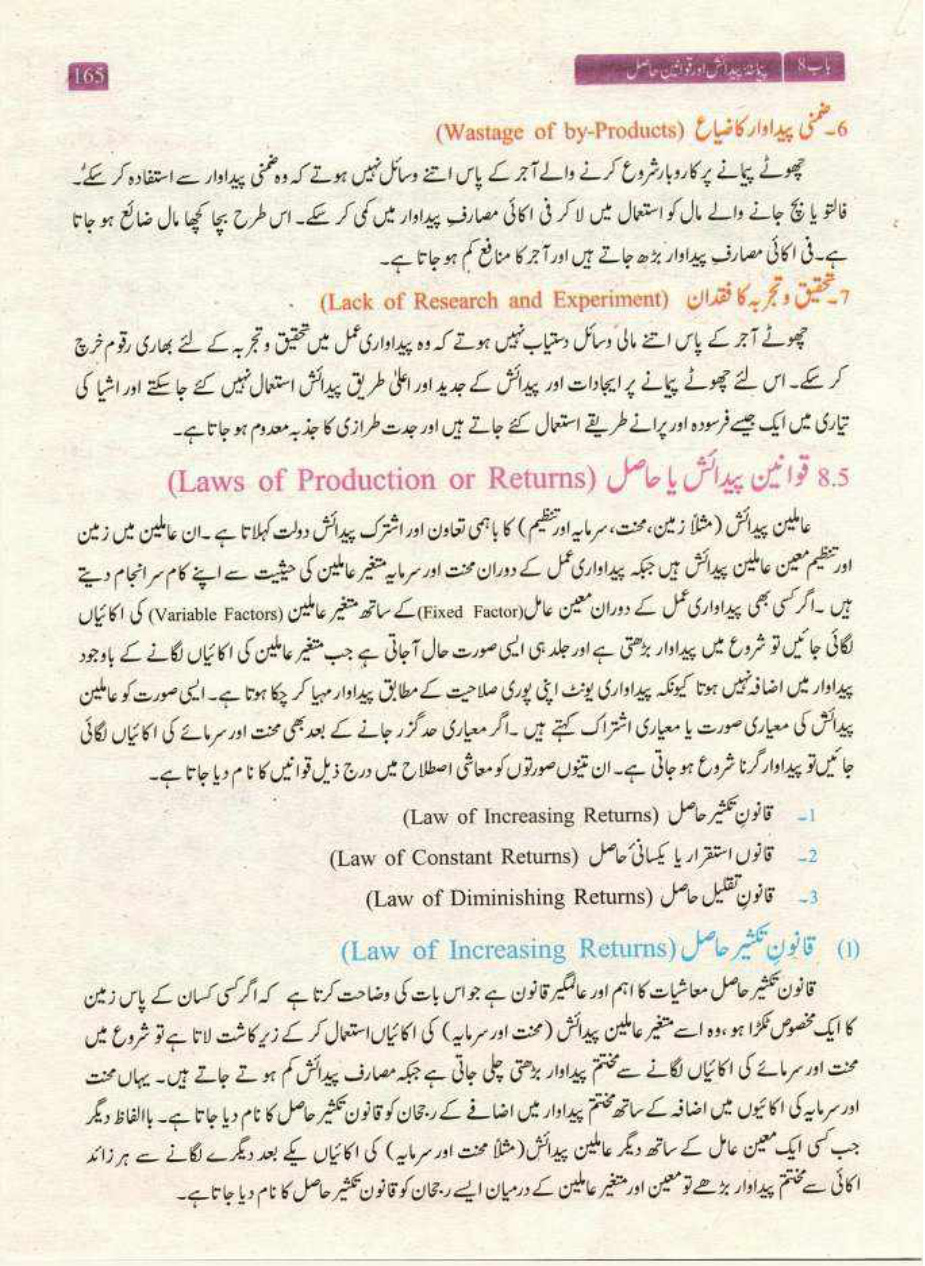 باب 8 پیمانۂ پیدائش اور قوانین حاصل
165
6۔ ضمنی پیداوار کا ضیاع (Wastage of by-Products)
چھوٹے پیمانے پر کاروبار شروع کرنے والے آجر کے پاس اتنے وسائل نہیں ہوتے کہ وہ ضمنی پیداوار سے استفادہ کر سکے۔
فالتو یا بچ جانے والے مال کو استعمال میں لا کر فی اکائی مصارفِ پیداوار میں کمی کر سکے۔ اس طرح بچا کچھا مال ضائع ہو جاتا
ہے۔ فی اکائی مصارفِ پیداوار بڑھ جاتے ہیں اور آجر کا منافع کم ہو جاتا ہے۔
7۔ تحقیق و تجربہ کا فقدان (Lack of Research and Experiment)
چھوٹے آجر کے پاس اتنے مالی وسائل دستیاب نہیں ہوتے کہ وہ پیداواری عمل میں تحقیق و تجربہ کے لئے بھاری رقوم خرچ
کر سکے۔ اس لئے چھوٹے پیمانے پر ایجادات اور پیدائش کے جدید اور اعلیٰ طریق پیدائش استعمال نہیں کئے جا سکتے اور اشیا کی
تیاری میں ایک جیسے فرسودہ اور پرانے طریقے استعمال کئے جاتے ہیں اور جدت طرازی کا جذبہ معدوم ہو جاتا ہے۔
8.5 قوانین پیدائش یا حاصل (Laws of Production or Returns)
عاملین پیدائش (مثلاً زمین، محنت، سرمایہ اور تنظیم) کا باہمی تعاون اور اشترک پیدائش دولت کہلاتا ہے ۔ان عاملین میں زمین
اور تنظیم معین عاملین پیدائش ہیں جبکہ پیداواری عمل کے دوران محنت اور سرمایہ متغیر عاملین کی حیثیت سے اپنے کام سر انجام دیتے
ہیں ۔اگر کسی بھی پیداواری عمل کے دوران معین عامل (Fixed Factor) کے ساتھ متغیر عاملین (Variable Factors) کی اکائیاں
لگائی جائیں تو شروع میں پیداوار بڑھتی ہے اور جلد ہی ایسی صورت حال آ جاتی ہے جب متغیر عاملین کی اکائیاں لگانے کے باوجود
پیداوار میں اضافہ نہیں ہوتا کیونکہ پیداواری یونٹ اپنی پوری صلاحیت کے مطابق پیداوار مہیا کر چکا ہوتا ہے۔ ایسی صورت کو عاملین
پیدائش کی معیاری صورت یا معیاری اشتراک کہتے ہیں ۔اگر معیاری حد گزر جانے کے بعد بھی محنت اور سرمائے کی اکائیاں لگائی
جائیں تو پیداوار گرنا شروع ہو جاتی ہے۔ ان تینوں صورتوں کو معاشی اصطلاح میں درج ذیل قوانیں کا نام دیا جاتا ہے۔
1۔ قانونِ تکثیر حاصل (Law of Increasing Returns)
2۔ قانوں استقرار یا یکسانیٔ حاصل (Law of Constant Returns)
3۔ قانونِ تقلیل حاصل (Law of Diminishing Returns)
(1) قانونِ تکثیر حاصل (Law of Increasing Returns)
قانون تکثیر حاصل معاشیات کا اہم اور عالمگیر قانون ہے جو اس بات کی وضاحت کرتا ہے کہ اگر کسی کسان کے پاس زمین
کا ایک مخصوص ٹکڑا ہو ،وہ اسے متغیر عاملین پیدائش (محنت اور سرمایہ) کی اکائیاں استعمال کر کے زیر کاشت لاتا ہے تو شروع میں
محنت اور سرمائے کی اکائیاں لگانے سے مختتم پیداوار بڑھتی چلی جاتی ہے جبکہ مصارف پیدائش کم ہوتے جاتے ہیں۔ یہاں محنت
اور سرمایہ کی اکائیوں میں اضافہ کے ساتھ مختتم پیداوار میں اضافے کے رجحان کو قانون تکثیر حاصل کا نام دیا جاتا ہے۔ باالفاظ دیگر
جب کسی ایک معین عامل کے ساتھ دیگر عاملین پیدائش (مثلاً محنت اور سرمایہ) کی اکائیاں یکے بعد دیگرے لگانے سے ہر زائد
اکائی سے مختتم پیداوار بڑھے تو معین اور متغیر عاملین کے درمیان ایسے رجحان کو قانون تکثیر حاصل کا نام دیا جاتا ہے۔